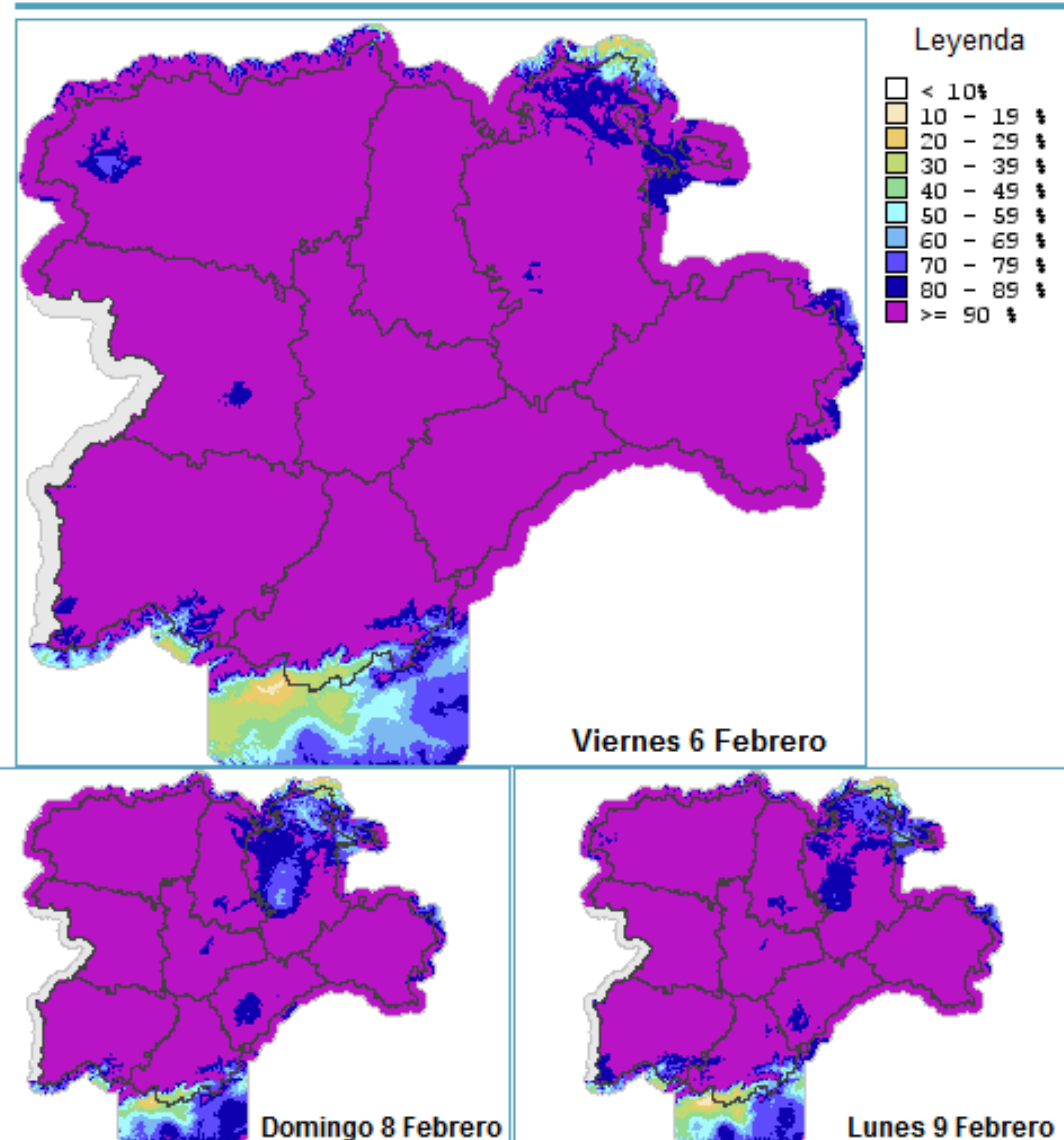 Leyenda
< 10%
10 - 19 %
20 - 29 %
30 - 39 %
40 - 49 %
50 - 59 %
60 - 69 %
70 - 79 %
80 - 89 %
>= 90 %
Viernes 6 Febrero
Domingo 8 Febrero
Lunes 9 Febrero